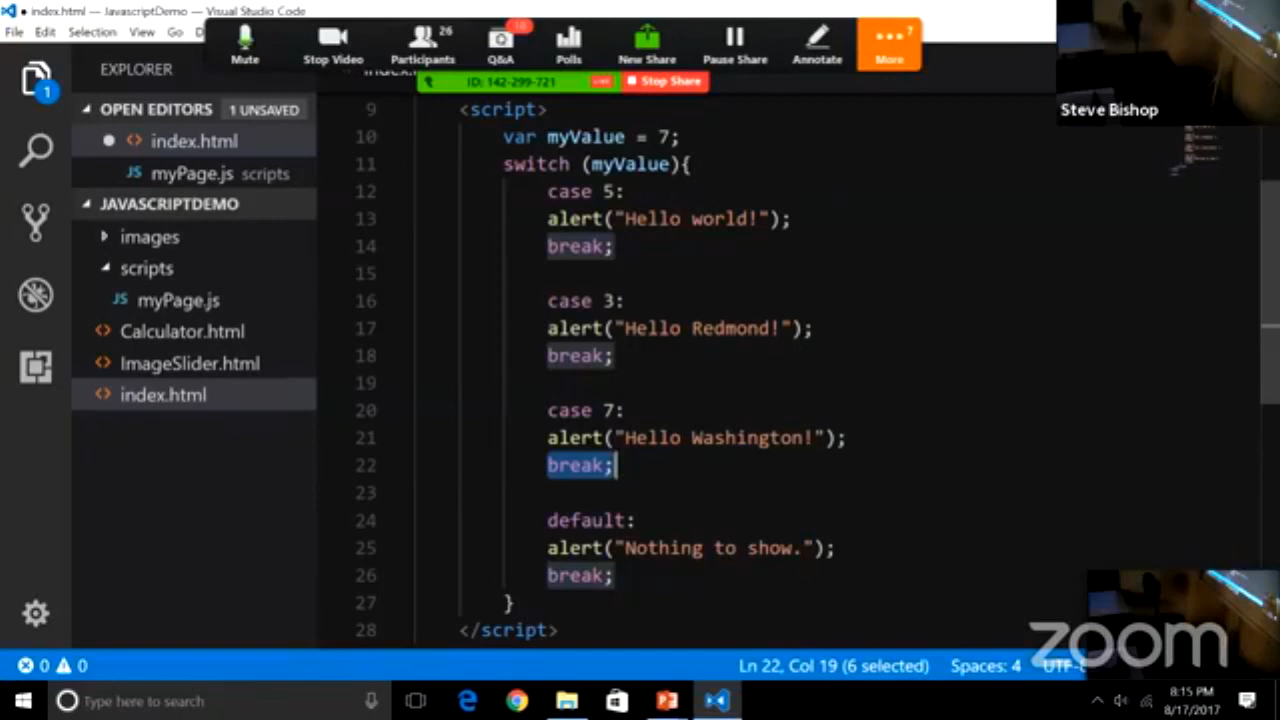 index.html — JavascriptDemo — Visual Studio Code
File Edit Selection View Go
Mute
Stop Video
Participants 26
Q&A
Polls
New Share
Pause Share
Annotate
More 7
ID: 142-299-721 LIVE Stop Share
Steve Bishop
EXPLORER
OPEN EDITORS 1 UNSAVED
index.html
JS myPage.js scripts
JAVASCRIPTDEMO
images
scripts
JS myPage.js
Calculator.html
ImageSlider.html
index.html
1
9 <script>
10 var myValue = 7;
11 switch (myValue){
12 case 5:
13 alert("Hello world!");
14 break;
15
16 case 3:
17 alert("Hello Redmond!");
18 break;
19
20 case 7:
21 alert("Hello Washington!");
22 break;
23
24 default:
25 alert("Nothing to show.");
26 break;
27 }
28 </script>
zoom
0 0
Ln 22, Col 19 (6 selected) Spaces: 4
Type here to search
8:15 PM
8/17/2017